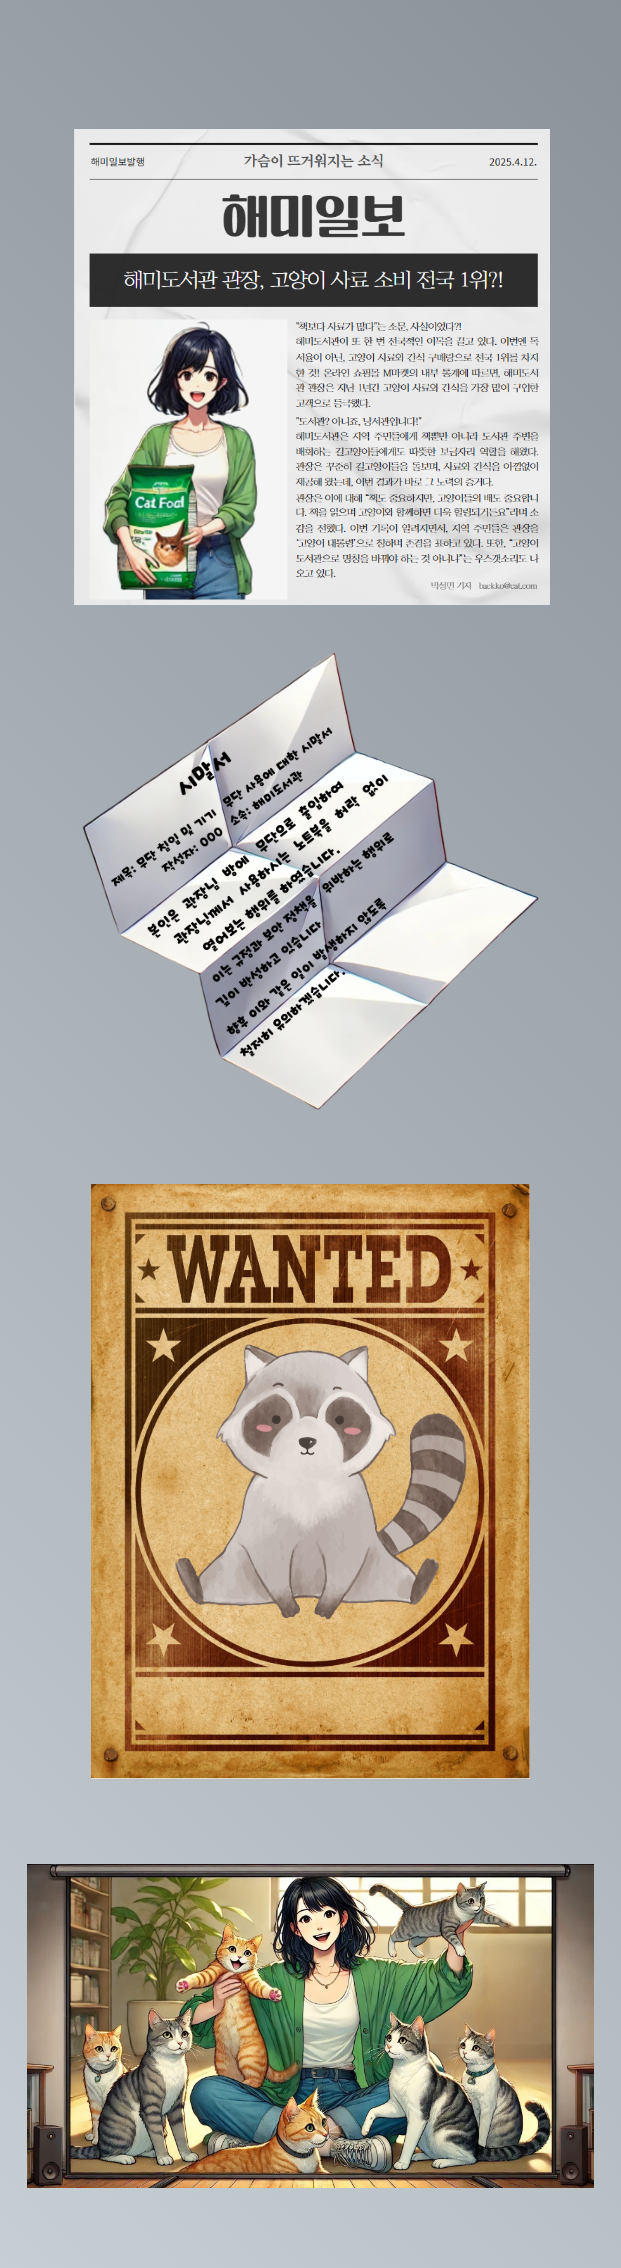 해미일보발행
가슴이 뜨거워지는 소식
2025.4.12.
해미일보
해미도서관 관장, 고양이 사료 소비 전국 1위?!
"책보다 사료가 많다"는 소문, 사실이었다?!
해미도서관이 또 한 번 전국적인 이목을 끌고 있다. 이번엔 독
서율이 아닌, 고양이 사료와 간식 구매량으로 전국 1위를 차지
한 것! 온라인 쇼핑몰 M마켓의 내부 통계에 따르면, 해미도서
관 관장은 지난 1년간 고양이 사료와 간식을 가장 많이 구입한
고객으로 등극했다.
"도서관? 아니죠, 냥서관입니다!"
해미도서관은 지역 주민들에게 책뿐만 아니라 도서관 주변을
배회하는 길고양이들에게도 따뜻한 보금자리 역할을 해왔다.
관장은 꾸준히 길고양이들을 돌보며, 사료와 간식을 아낌없이
제공해 왔는데, 이번 결과가 바로 그 노력의 증거다.
관장은 이에 대해 "책도 중요하지만, 고양이들의 배도 중요합니
다. 책을 읽으며 고양이와 함께하면 더욱 힐링되거든요"라며 소
감을 전했다. 이번 기록이 알려지면서, 지역 주민들은 관장을
'고양이 대통령'으로 칭하며 존경을 표하고 있다. 또한, "고양이
도서관으로 명칭을 바꿔야 하는 것 아니냐"는 우스갯소리도 나
오고 있다.
박성민 기자 backko@cat.com
Cat Food
시말서
제목: 무단 침입 및 기기 무단 사용에 대한 시말서
작성자: OOO 소속: 해미도서관
본인은 관장님 방에 무단으로 출입하여
관장님께서 사용하시는 노트북을 허락 없이
열어보는 행위를 하였습니다.
이는 규정과 보안 정책을 위반하는 행위로
깊이 반성하고 있습니다
향후 이와 같은 일이 발생하지 않도록
철저히 유의하겠습니다.
WANTED